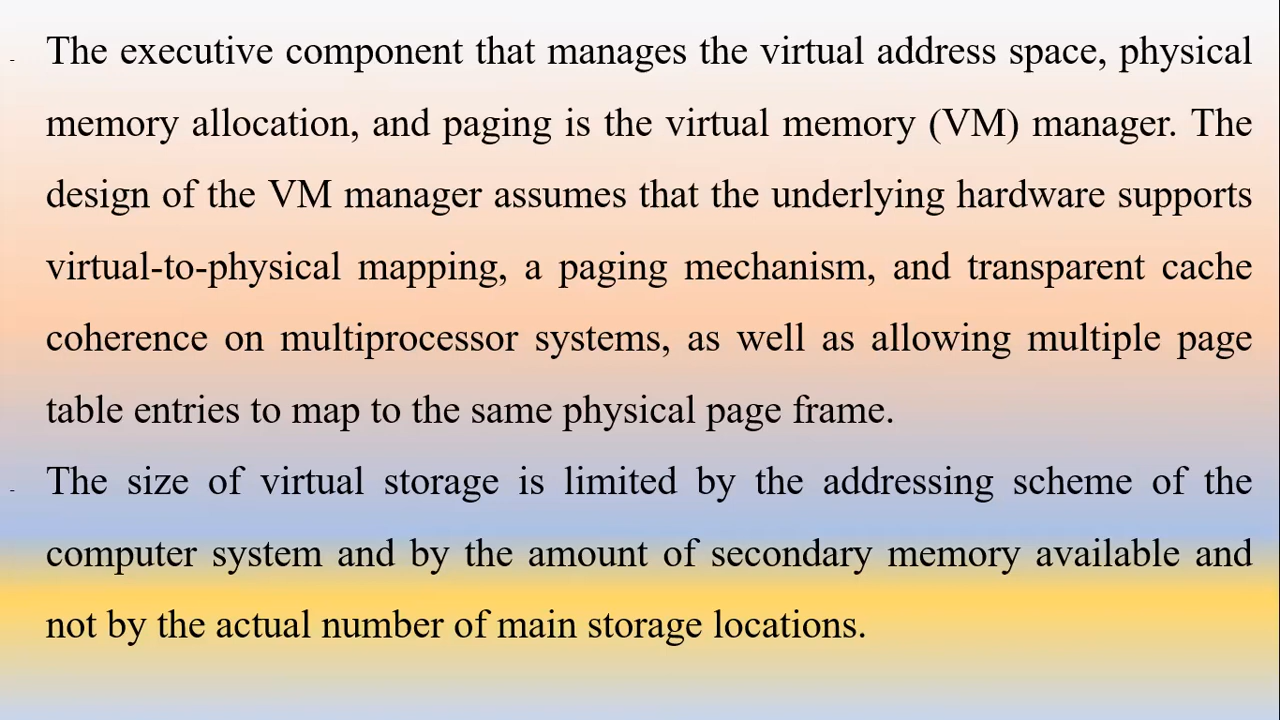 - The executive component that manages the virtual address space, physical
memory allocation, and paging is the virtual memory (VM) manager. The
design of the VM manager assumes that the underlying hardware supports
virtual-to-physical mapping, a paging mechanism, and transparent cache
coherence on multiprocessor systems, as well as allowing multiple page
table entries to map to the same physical page frame.
- The size of virtual storage is limited by the addressing scheme of the
computer system and by the amount of secondary memory available and
not by the actual number of main storage locations.